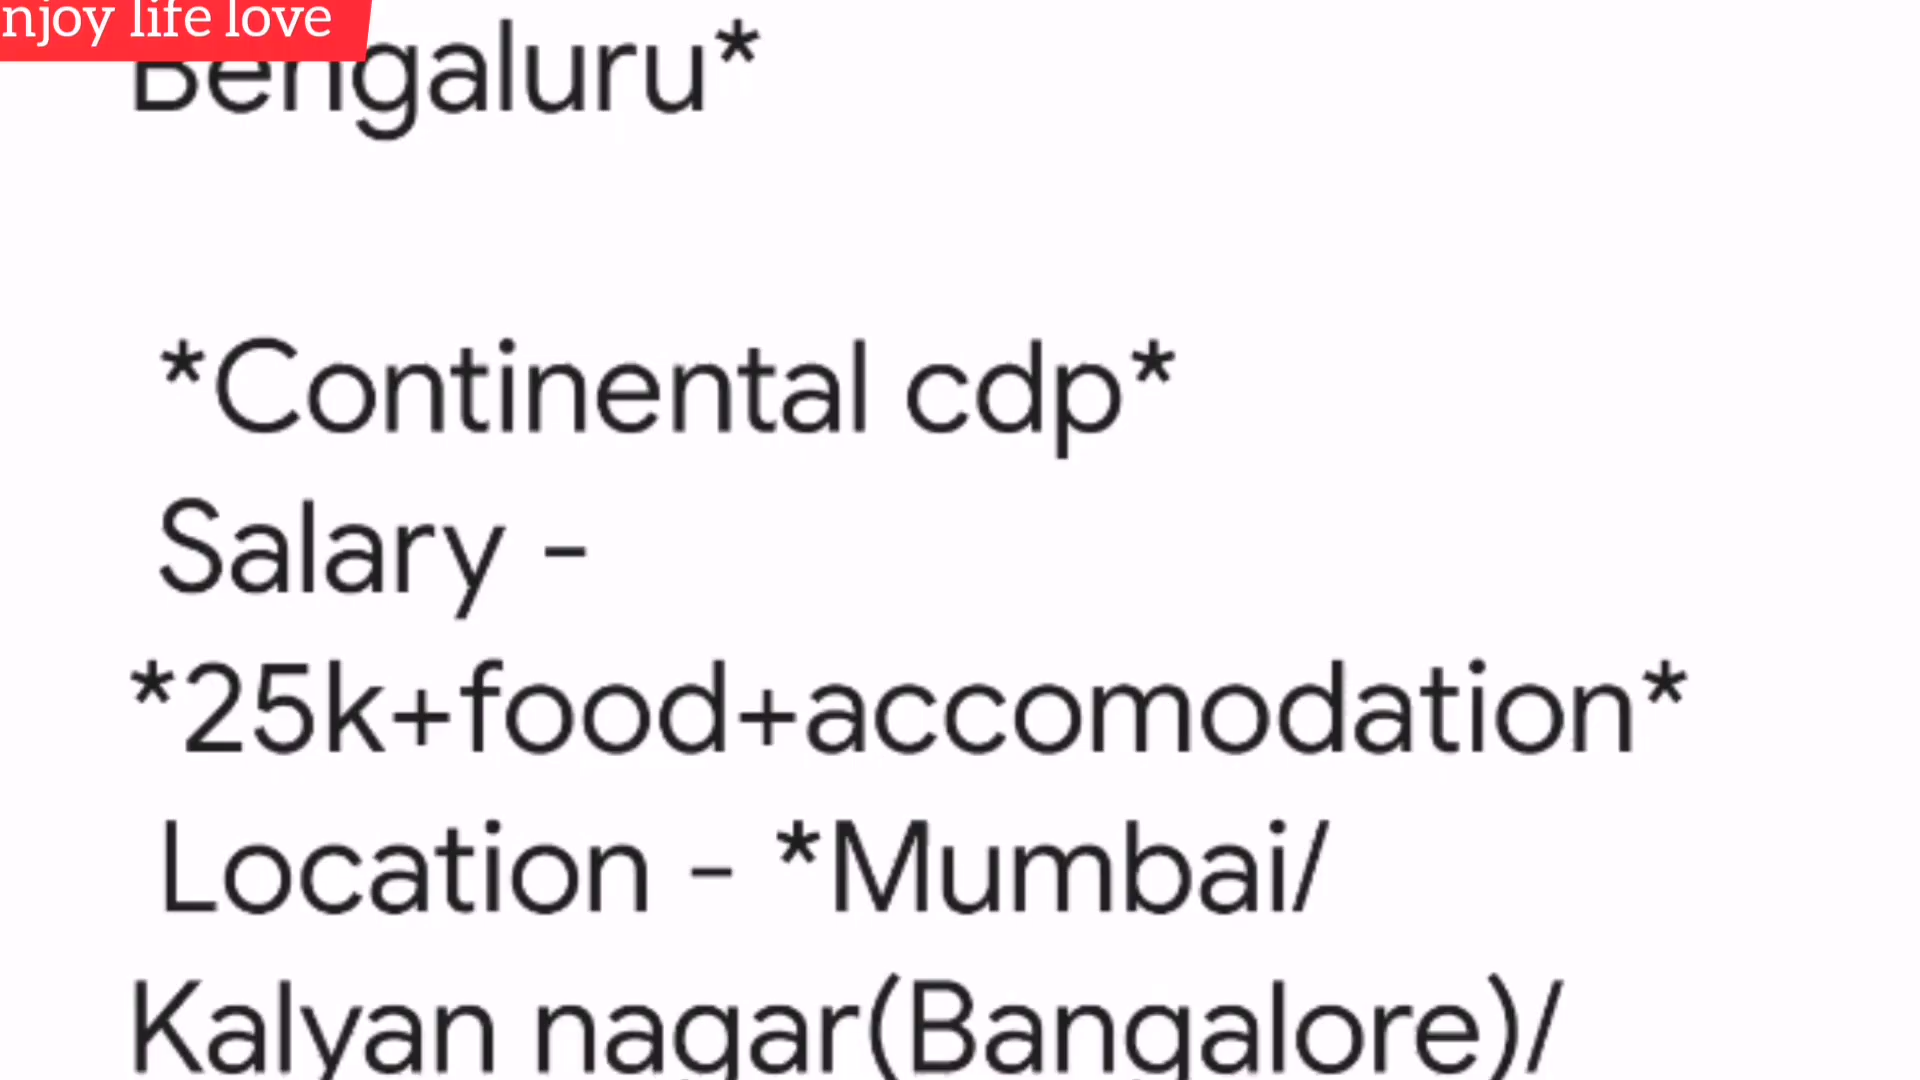 njoy life love
Bengaluru*
*Continental cdp*
Salary -
*25k+food+accomodation*
Location - *Mumbai/
Kalyan nagar(Bangalore)/